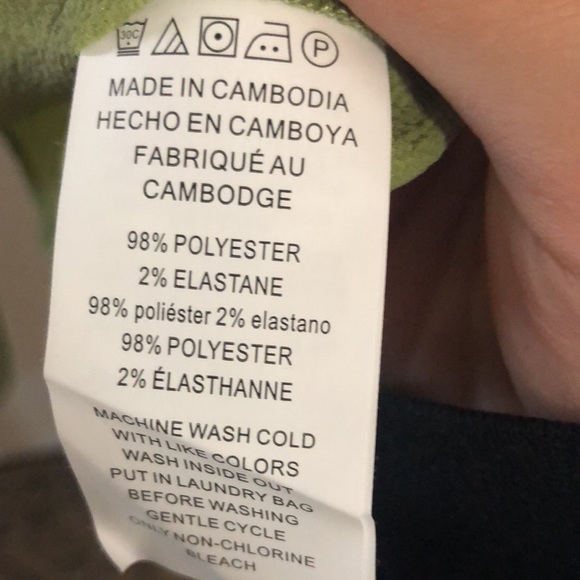 30C
P
MADE IN CAMBODIA
HECHO EN CAMBOYA
FABRIQUÉ AU
CAMBODGE
98% POLYESTER
2% ELASTANE
98% poliéster 2% elastano
98% POLYESTER
2% ÉLASTHANNE
MACHINE WASH COLD
WITH LIKE COLORS
WASH INSIDE OUT
PUT IN LAUNDRY BAG
BEFORE WASHING
GENTLE CYCLE
ONLY NON-CHLORINE
BLEACH